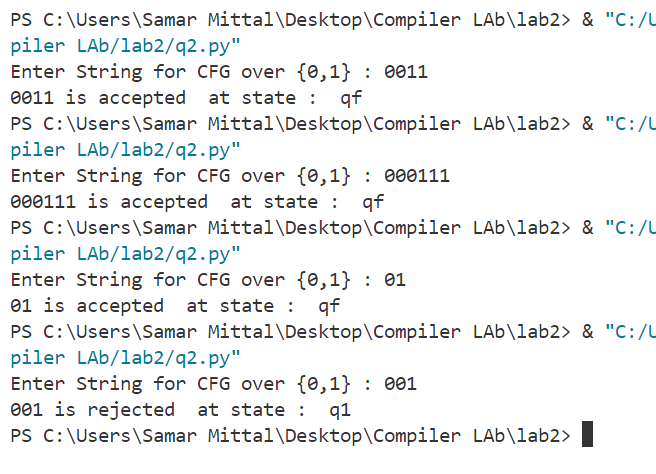 PS C:\Users\Samar Mittal\Desktop\Compiler LAb\lab2> & "C:/U
piler LAb/lab2/q2.py"
Enter String for CFG over {0,1} : 0011
0011 is accepted  at state :  qf
PS C:\Users\Samar Mittal\Desktop\Compiler LAb\lab2> & "C:/U
piler LAb/lab2/q2.py"
Enter String for CFG over {0,1} : 000111
000111 is accepted  at state :  qf
PS C:\Users\Samar Mittal\Desktop\Compiler LAb\lab2> & "C:/U
piler LAb/lab2/q2.py"
Enter String for CFG over {0,1} : 01
01 is accepted  at state :  qf
PS C:\Users\Samar Mittal\Desktop\Compiler LAb\lab2> & "C:/U
piler LAb/lab2/q2.py"
Enter String for CFG over {0,1} : 001
001 is rejected  at state :  q1
PS C:\Users\Samar Mittal\Desktop\Compiler LAb\lab2>